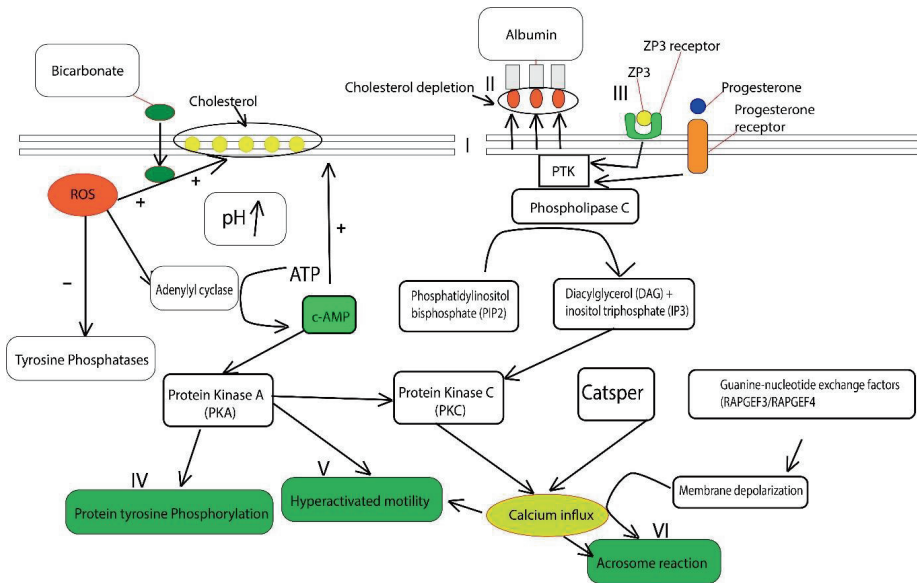 Albumin
Bicarbonate
Cholesterol
Cholesterol depletion
II
III
ZP3 receptor
ZP3
Progesterone
Progesterone
receptor
I
PTK
Phospholipase C
ROS
+
+
+
pH
–
Adenylyl cyclase
ATP
c-AMP
Phosphatidylinositol
bisphosphate (PIP2)
Diacylglycerol (DAG) +
inositol triphosphate (IP3)
Tyrosine Phosphatases
Protein Kinase A
(PKA)
Protein Kinase C
(PKC)
Catsper
Guanine-nucleotide exchange factors
(RAPGEF3/RAPGEF4
IV
Protein tyrosine Phosphorylation
V
Hyperactivated motility
Calcium influx
Membrane depolarization
VI
Acrosome reaction